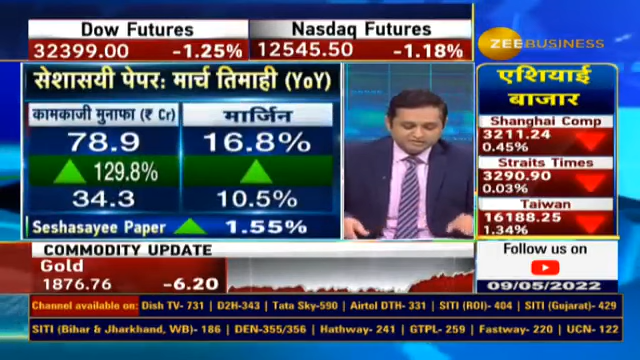 Dow Futures
32399.00 -1.25%
Nasdaq Futures
12545.50 -1.18%
ZEE BUSINESS
सेशासयी पेपर: मार्च तिमाही (YoY)
कामकाजी मुनाफा (₹ Cr)
78.9
129.8%
34.3
मार्जिन
16.8%
10.5%
Seshasayee Paper 1.55%
एशियाई
बाजार
Shanghai Comp
3211.24
0.45%
Straits Times
3290.90
0.03%
Taiwan
16188.25
1.34%
COMMODITY UPDATE
Gold
1876.76 -6.20
Follow us on
09/05/2022
Channel available on: Dish TV- 731 | D2H-343 | Tata Sky-590 | Airtel DTH- 331 | SITI (ROI)- 404 | SITI (Gujarat)- 429
SITI (Bihar & Jharkhand, WB)- 186 | DEN-355/356 | Hathway- 241 | GTPL- 259 | Fastway- 220 | UCN- 122